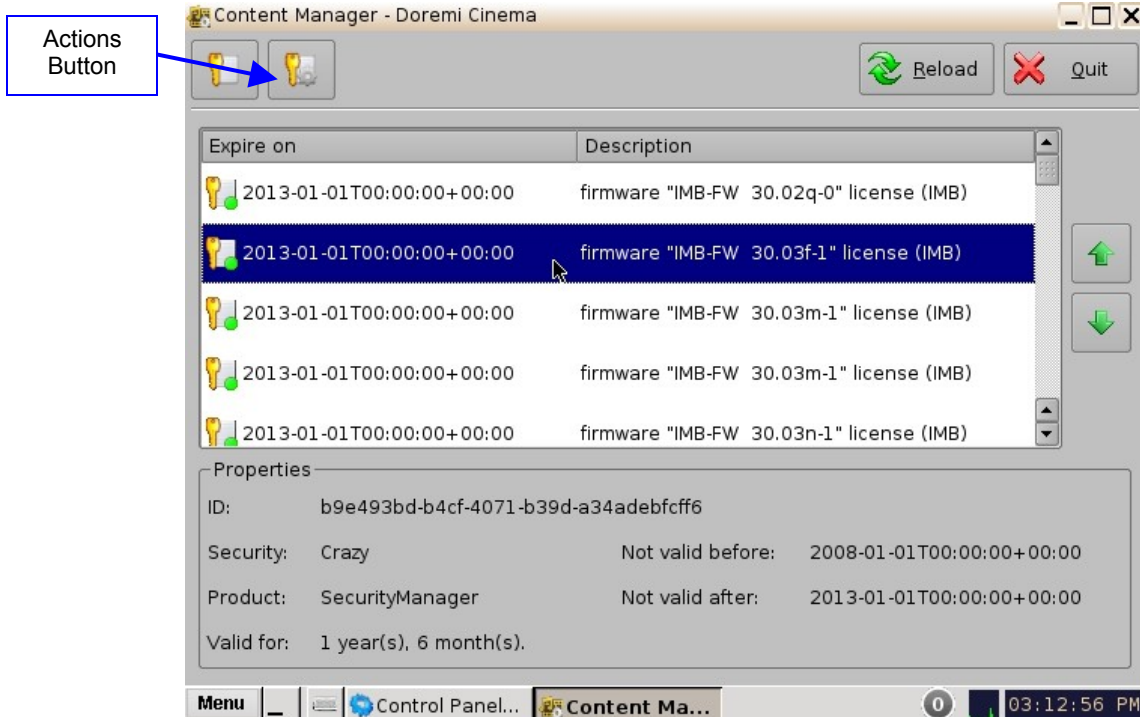 Content Manager - Doremi Cinema
Actions
Button
Reload
Quit
Expire on Description
2013-01-01T00:00:00+00:00 firmware "IMB-FW 30.02q-0" license (IMB)
2013-01-01T00:00:00+00:00 firmware "IMB-FW 30.03f-1" license (IMB)
2013-01-01T00:00:00+00:00 firmware "IMB-FW 30.03m-1" license (IMB)
2013-01-01T00:00:00+00:00 firmware "IMB-FW 30.03m-1" license (IMB)
2013-01-01T00:00:00+00:00 firmware "IMB-FW 30.03n-1" license (IMB)
Properties
ID: b9e493bd-b4cf-4071-b39d-a34adebfcff6
Security: Crazy Not valid before: 2008-01-01T00:00:00+00:00
Product: SecurityManager Not valid after: 2013-01-01T00:00:00+00:00
Valid for: 1 year(s), 6 month(s).
Menu Control Panel... Content Ma... 0 03:12:56 PM